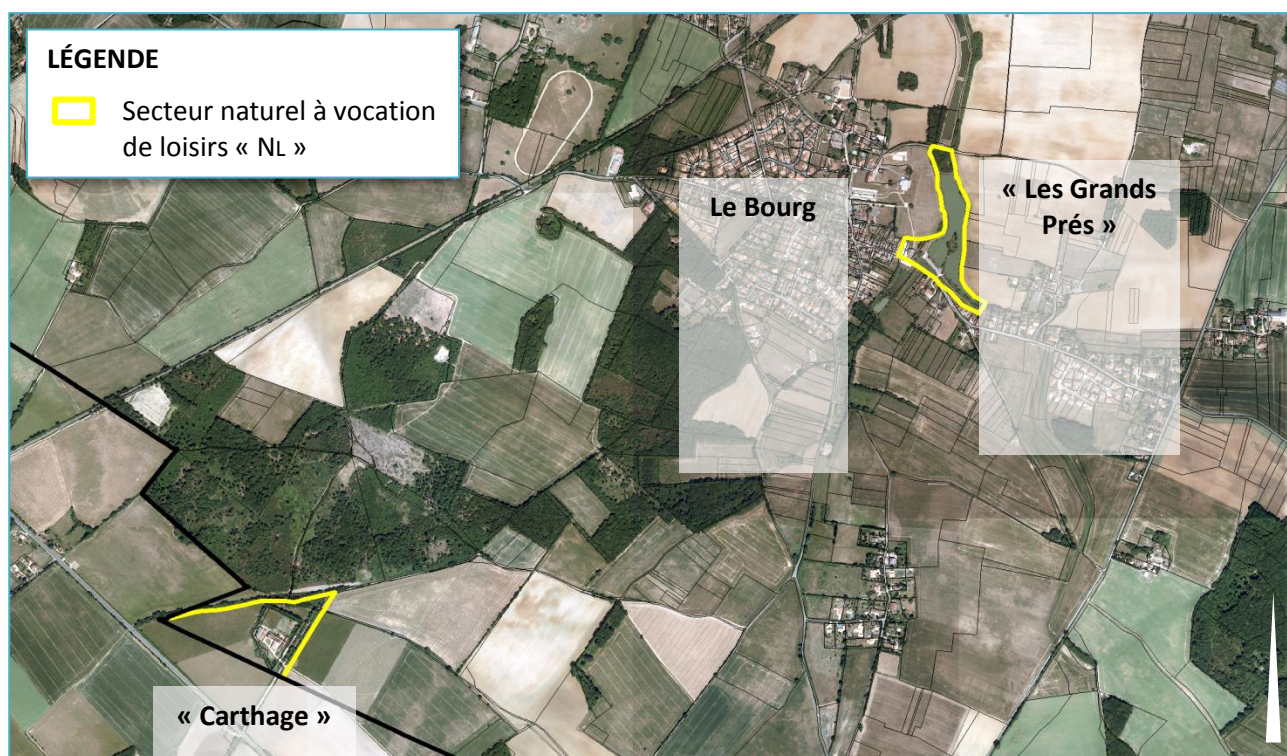 LÉGENDE
Secteur naturel à vocation
de loisirs « NL »
Le Bourg
« Les Grands
Prés »
« Carthage »